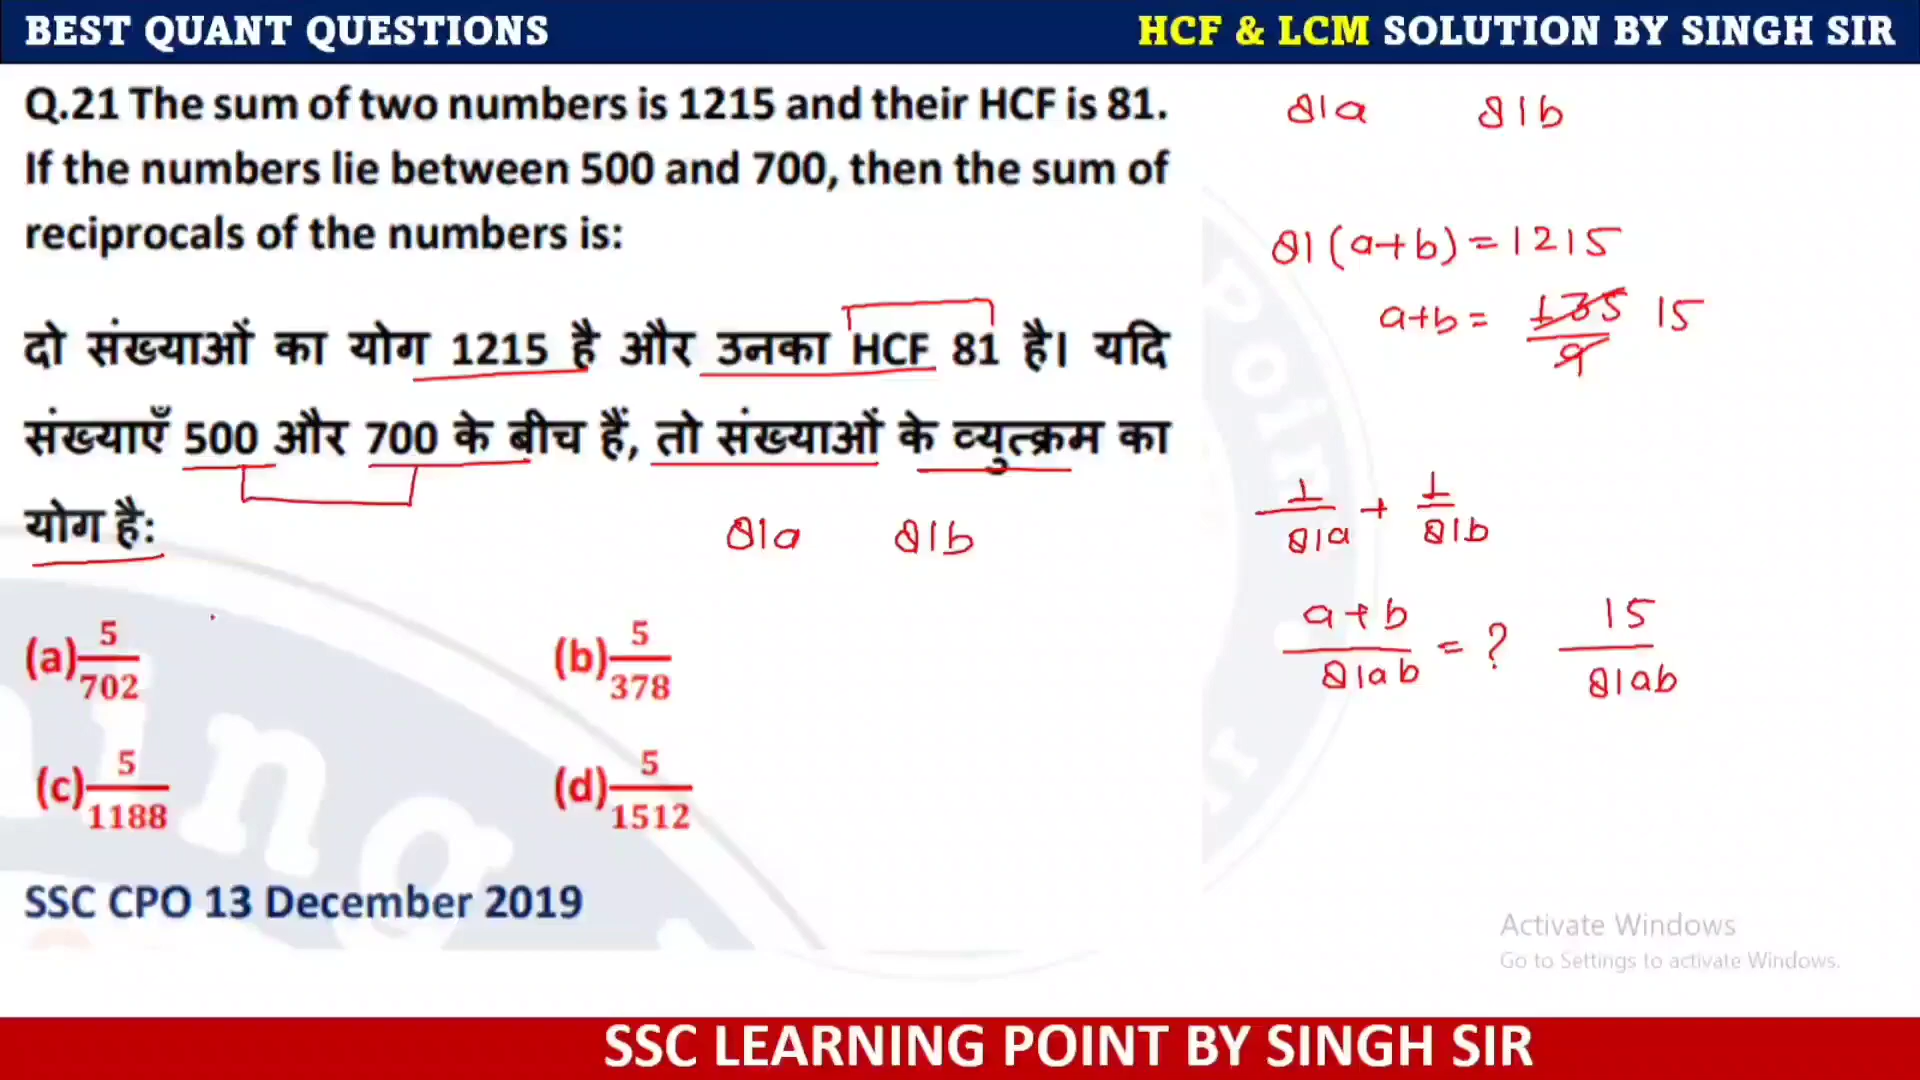 BEST QUANT QUESTIONS
HCF & LCM SOLUTION BY SINGH SIR
Q.21 The sum of two numbers is 1215 and their HCF is 81.
If the numbers lie between 500 and 700, then the sum of
reciprocals of the numbers is:
दो संख्याओं का योग 1215 है और उनका HCF 81 है। यदि
संख्याएँ 500 और 700 के बीच हैं, तो संख्याओं के व्युत्क्रम का
योग है:
81a 81b
(a) 5/702
(b) 5/378
(c) 5/1188
(d) 5/1512
SSC CPO 13 December 2019
81a 81b
81(a+b)=1215
a+b= 135/9 15
1/81a + 1/81b
a+b/81ab = ? 15/81ab
Activate Windows
Go to Settings to activate Windows.
SSC LEARNING POINT BY SINGH SIR